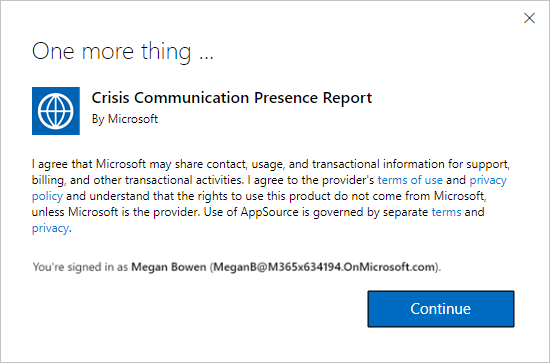 One more thing ...
Crisis Communication Presence Report
By Microsoft
I agree that Microsoft may share contact, usage, and transactional information for support,
billing, and other transactional activities. I agree to the provider's terms of use and privacy
policy and understand that the rights to use this product do not come from Microsoft,
unless Microsoft is the provider. Use of AppSource is governed by separate terms and
privacy.
You're signed in as Megan Bowen (MeganB@M365x634194.OnMicrosoft.com).
Continue